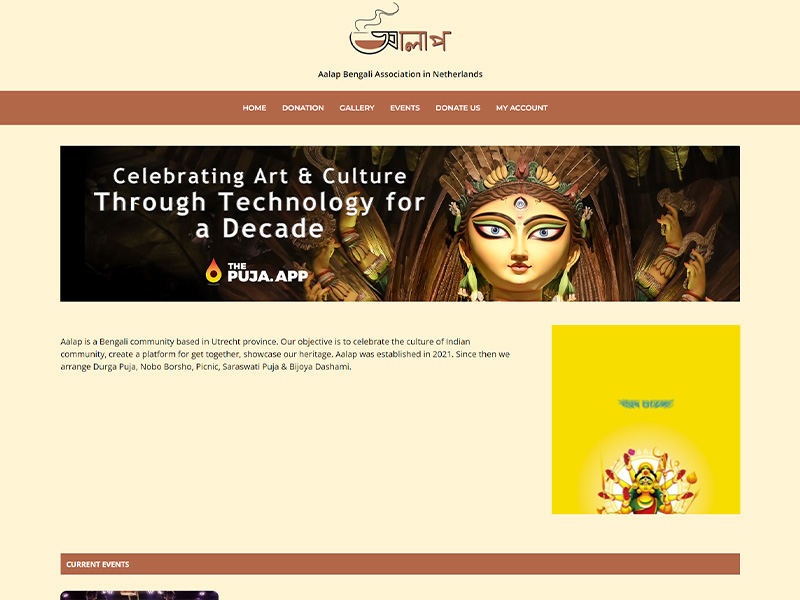 আলাপ
Aalap Bengali Association in Netherlands
HOME DONATION GALLERY EVENTS DONATE US MY ACCOUNT
Celebrating Art & Culture
Through Technology for
a Decade
THE
PUJA.APP
Aalap is a Bengali community based in Utrecht province. Our objective is to celebrate the culture of Indian
community, create a platform for get together, showcase our heritage. Aalap was established in 2021. Since then we
arrange Durga Puja, Nobo Borsho, Picnic, Saraswati Puja & Bijoya Dashami.
CURRENT EVENTS